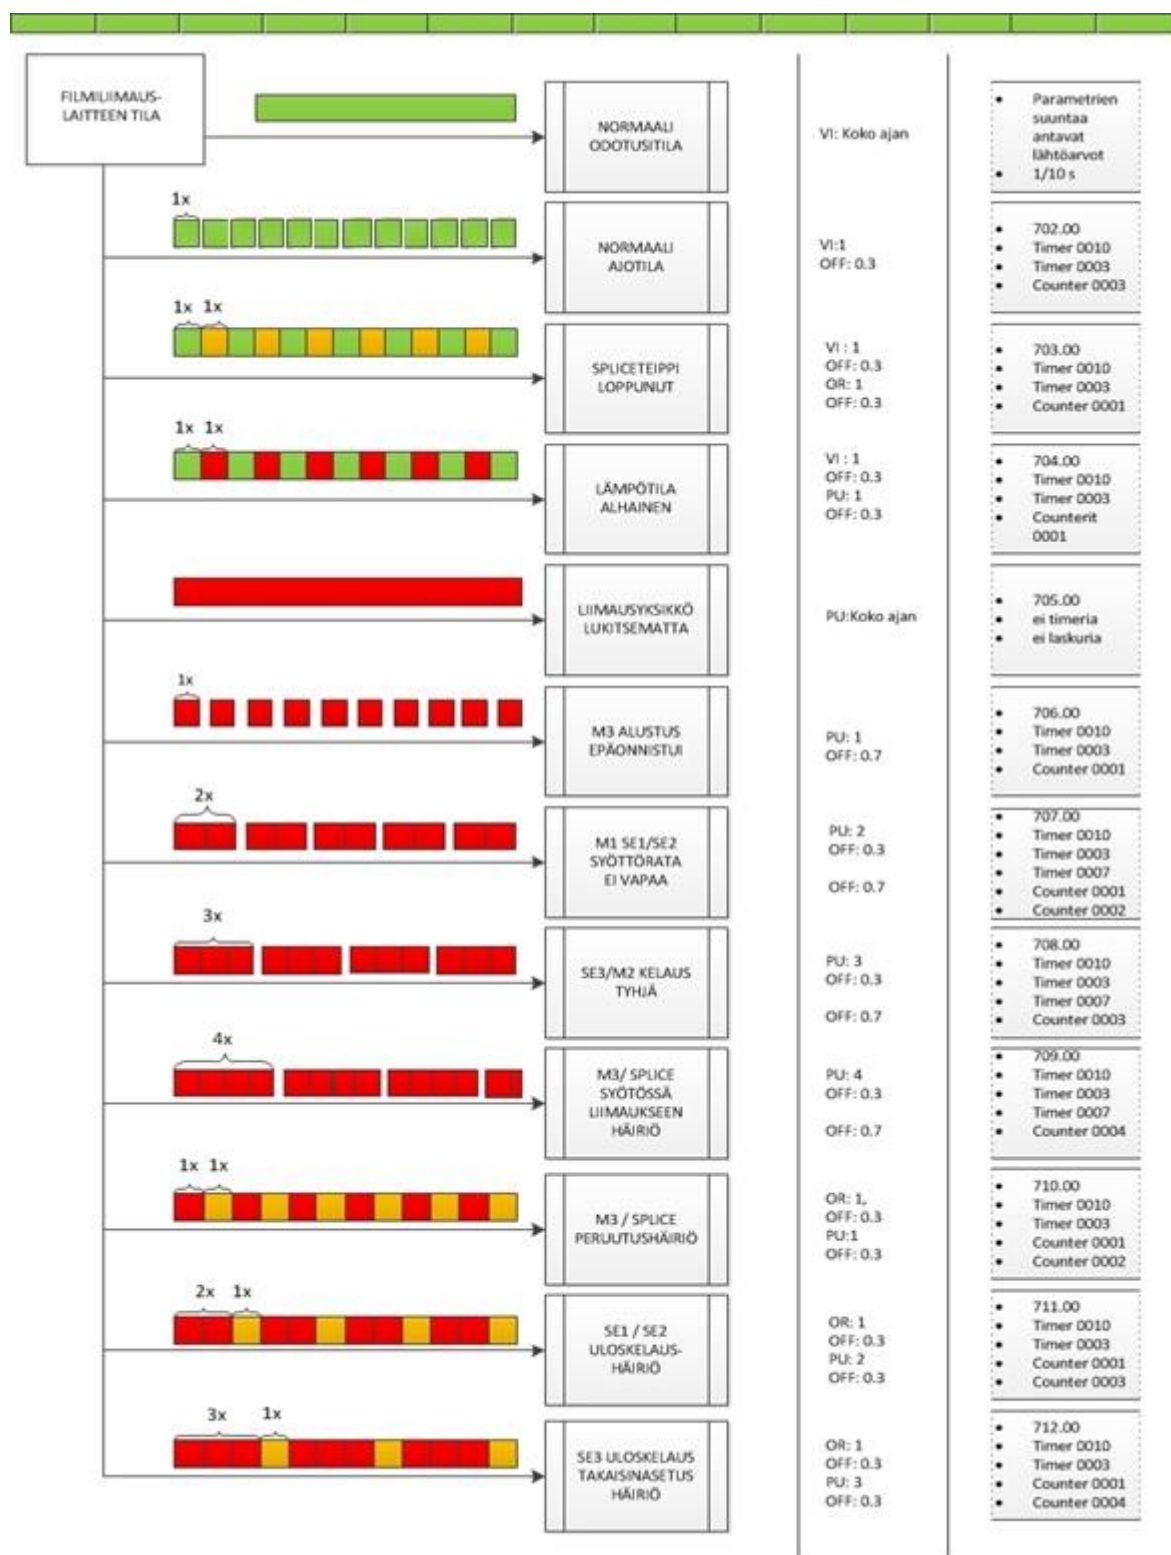 FILMILIIMAUS-
LAITTEEN TILA
NORMAALI
ODOTUSITILA
VI: Koko ajan
• Parametrien
suuntaa
antavat
lähtöarvot
• 1/10 s
1x
NORMAALI
AJOTILA
VI:1
OFF: 0.3
• 702.00
• Timer 0010
• Timer 0003
• Counter 0003
1x 1x
SPLICETEIPPI
LOPPUNUT
VI : 1
OFF: 0.3
OR: 1
OFF: 0.3
• 703.00
• Timer 0010
• Timer 0003
• Counter 0001
1x 1x
LÄMPÖTILA
ALHAINEN
VI : 1
OFF: 0.3
PU: 1
OFF: 0.3
• 704.00
• Timer 0010
• Timer 0003
• Counterit
0001
LIIMAUSYKSIKKÖ
LUKITSEMATTA
PU:Koko ajan
• 705.00
• ei timeria
• ei laskuria
1x
M3 ALUSTUS
EPÄONNISTUI
PU: 1
OFF: 0.7
• 706.00
• Timer 0010
• Timer 0003
• Counter 0001
2x
M1 SE1/SE2
SYÖTTÖRATA
EI VAPAA
PU: 2
OFF: 0.3
OFF: 0.7
• 707.00
• Timer 0010
• Timer 0003
• Timer 0007
• Counter 0001
• Counter 0002
3x
SE3/M2 KELAUS
TYHJÄ
PU: 3
OFF: 0.3
OFF: 0.7
• 708.00
• Timer 0010
• Timer 0003
• Timer 0007
• Counter 0003
4x
M3/ SPLICE
SYÖTÖSSÄ
LIIMAUKSEEN
HÄIRIÖ
PU: 4
OFF: 0.3
OFF: 0.7
• 709.00
• Timer 0010
• Timer 0003
• Timer 0007
• Counter 0004
1x 1x
M3 / SPLICE
PERUUTUSHÄIRIÖ
OR: 1,
OFF: 0.3
PU:1
OFF: 0.3
• 710.00
• Timer 0010
• Timer 0003
• Counter 0001
• Counter 0002
2x 1x
SE1 / SE2
ULOSKELAUS-
HÄIRIÖ
OR: 1
OFF: 0.3
PU: 2
OFF: 0.3
• 711.00
• Timer 0010
• Timer 0003
• Counter 0001
• Counter 0003
3x 1x
SE3 ULOSKELAUS
TAKAISINASETUS
HÄIRIÖ
OR: 1
OFF: 0.3
PU: 3
OFF: 0.3
• 712.00
• Timer 0010
• Timer 0003
• Counter 0001
• Counter 0004